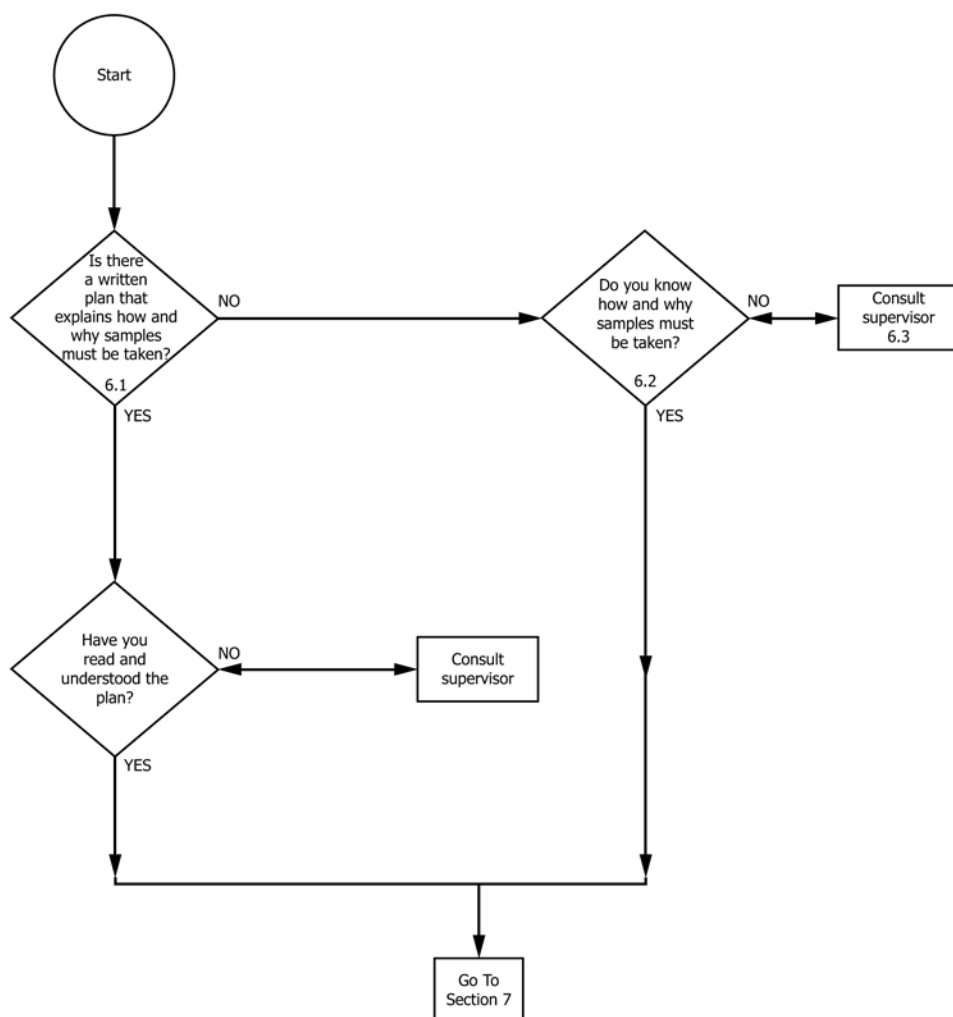 Start
Is there
a written
plan that
explains how and
why samples
must be taken?
6.1
NO
YES
Do you know
how and why
samples must
be taken?
6.2
NO
YES
Consult
supervisor
6.3
Have you
read and
understood the
plan?
NO
YES
Consult
supervisor
Go To
Section 7